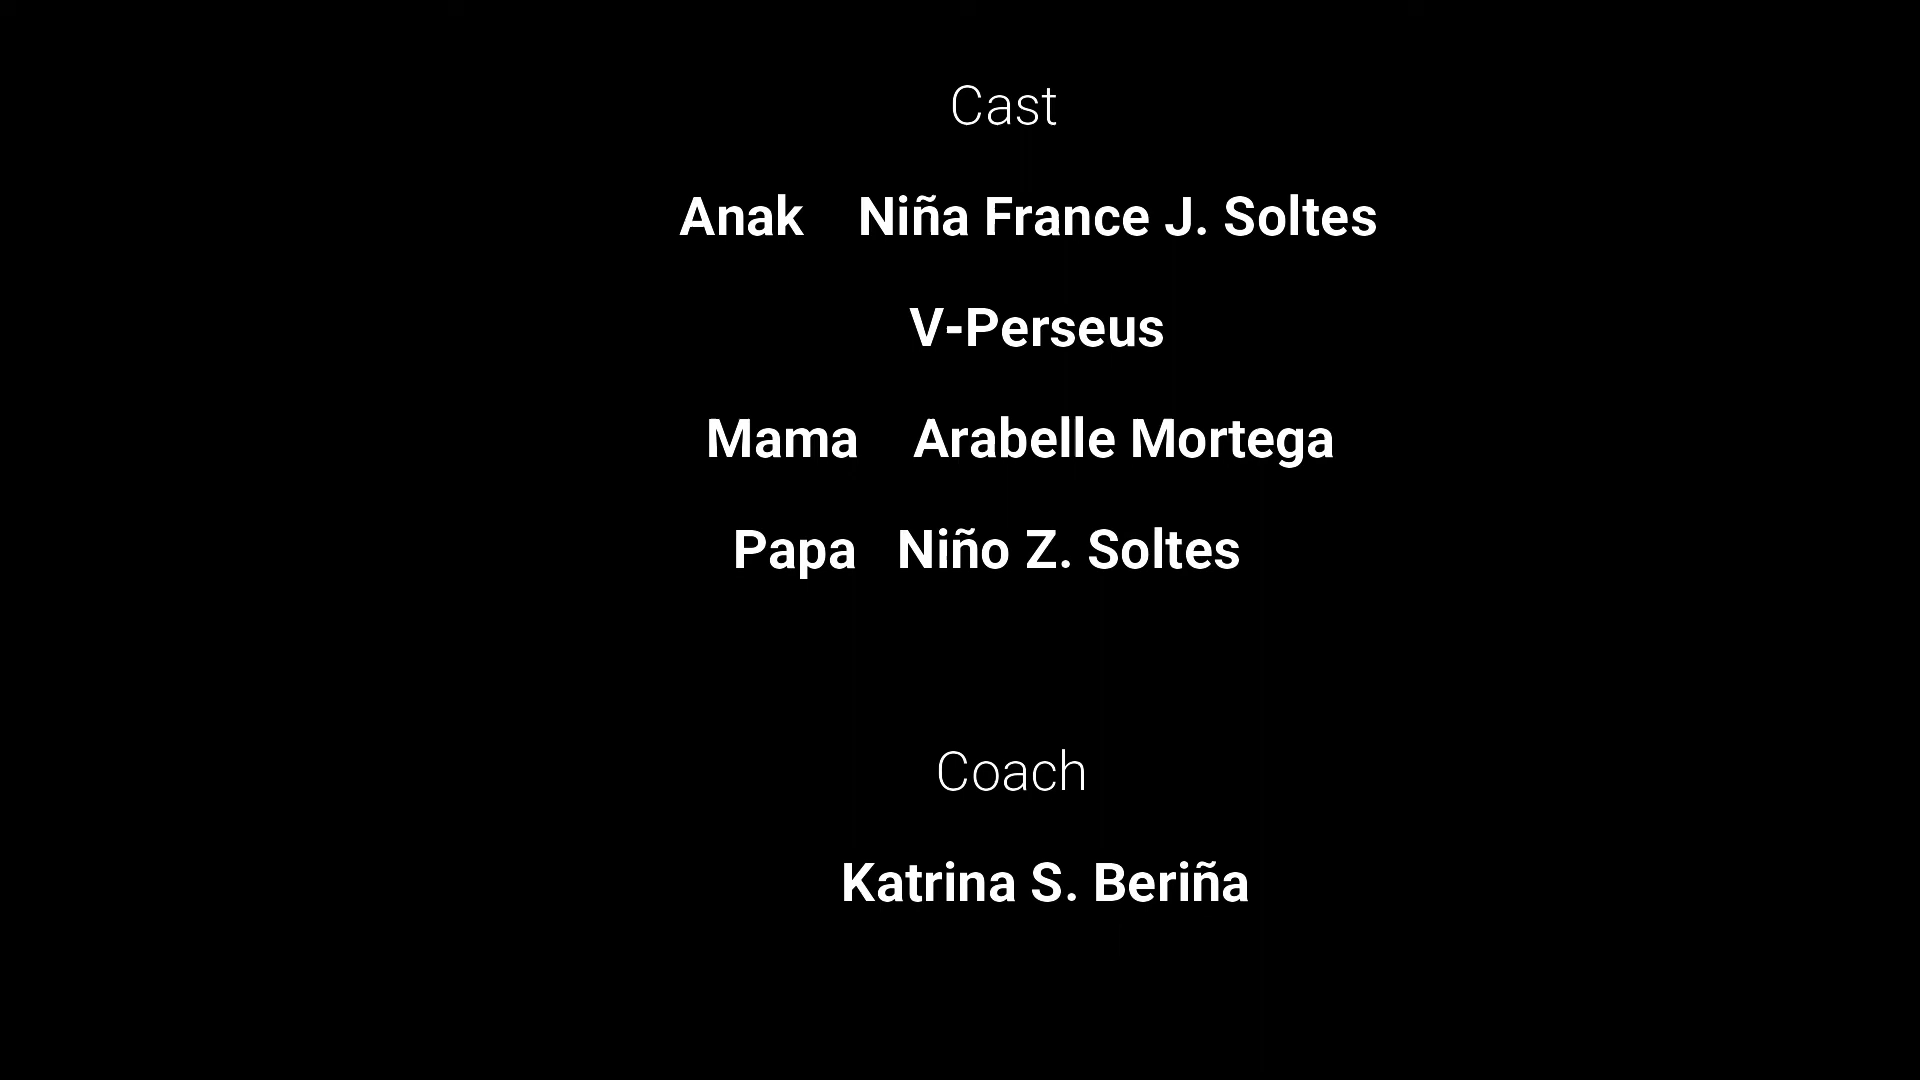 Cast
Anak Niña France J. Soltes
V-Perseus
Mama Arabelle Mortega
Papa Niño Z. Soltes
Coach
Katrina S. Beriña